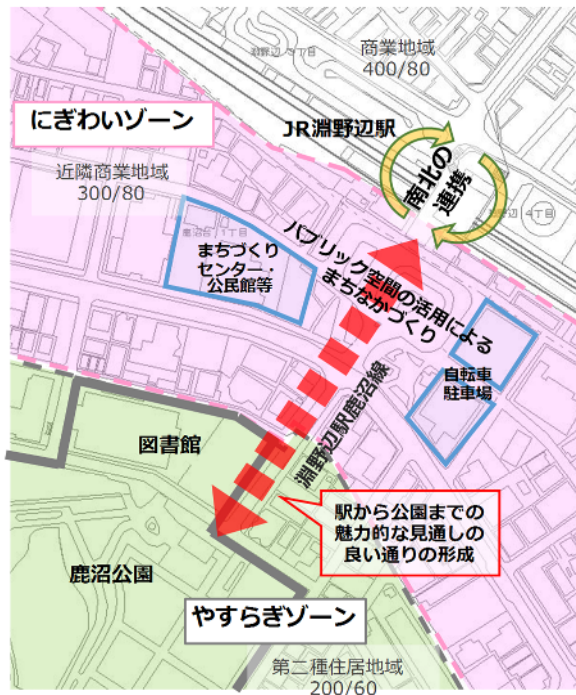 商業地域
400/80
にぎわいゾーン
JR淵野辺駅
南北の
連携
近隣商業地域
300/80
鹿沼台1丁目
まちづくり
センター・
公民館等
パブリック空間の活用による
まちなかづくり
自転車
駐車場
淵野辺駅鹿沼線
図書館
駅から公園までの
魅力的な見通しの
良い通りの形成
鹿沼公園
やすらぎゾーン
第二種住居地域
200/60